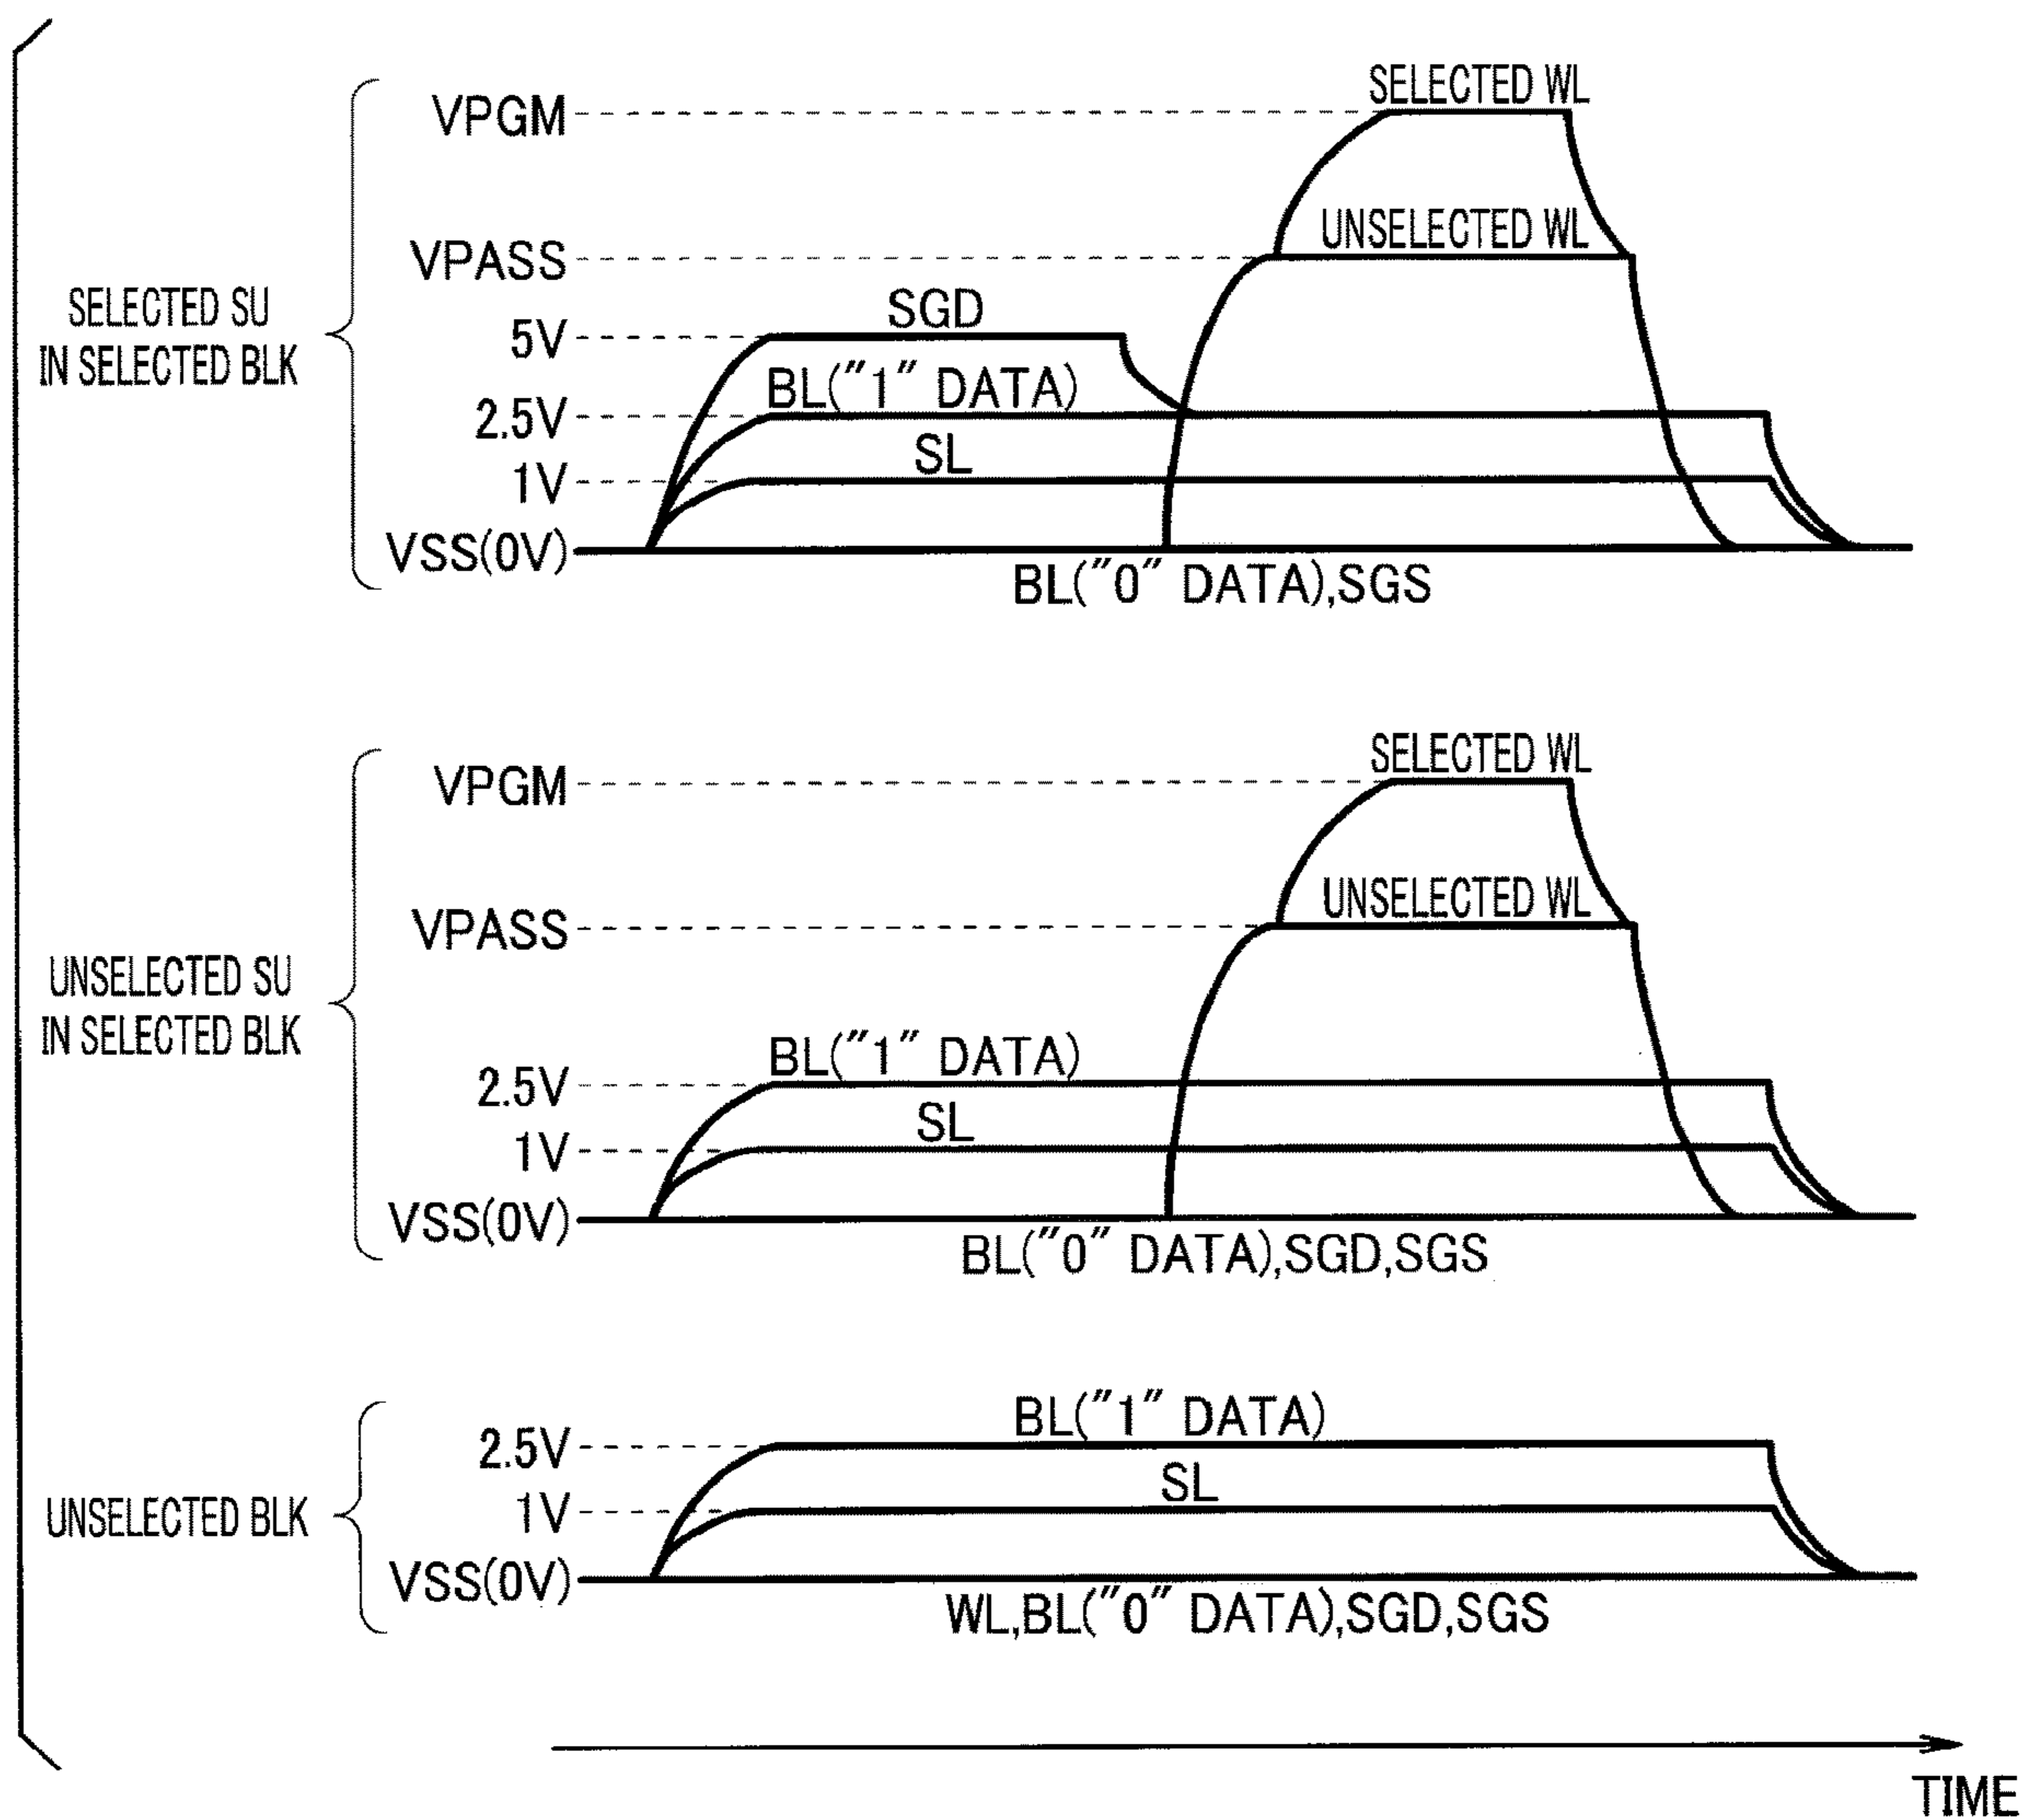 SELECTED WL
VPGM
UNSELECTED WL
VPASS
SGD
5V
SELECTED SU
IN SELECTED BLK
BL("1" DATA)
2.5V
SL
1V
VSS(0V)
BL("0" DATA),SGS
SELECTED WL
VPGM
UNSELECTED WL
VPASS
UNSELECTED SU
IN SELECTED BLK
BL("1" DATA)
2.5V
SL
1V
VSS(0V)
BL("0" DATA),SGD,SGS
BL("1" DATA)
2.5V
SL
1V
UNSELECTED BLK
VSS(0V)
WL,BL("0" DATA),SGD,SGS
TIME